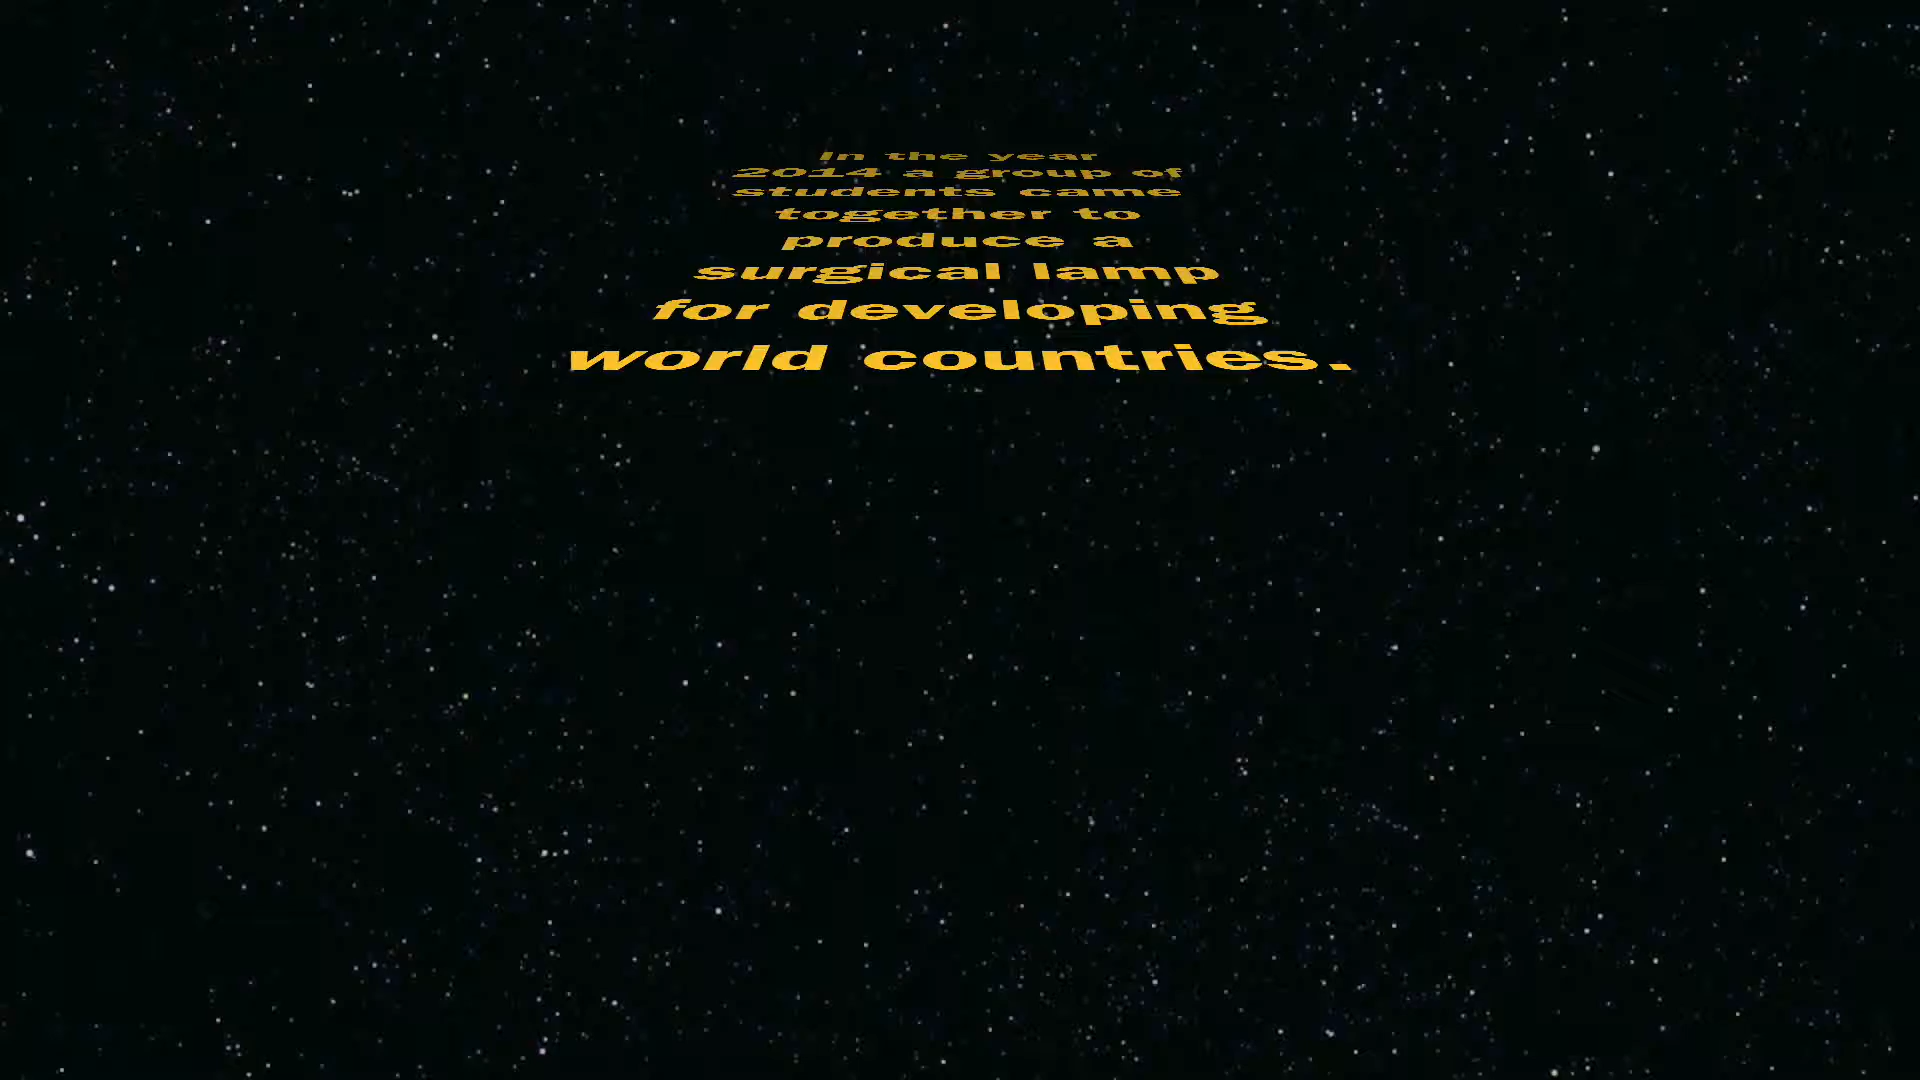 In the year
2014 a group of
students came
together to
produce a
surgical lamp
for developing
world countries.